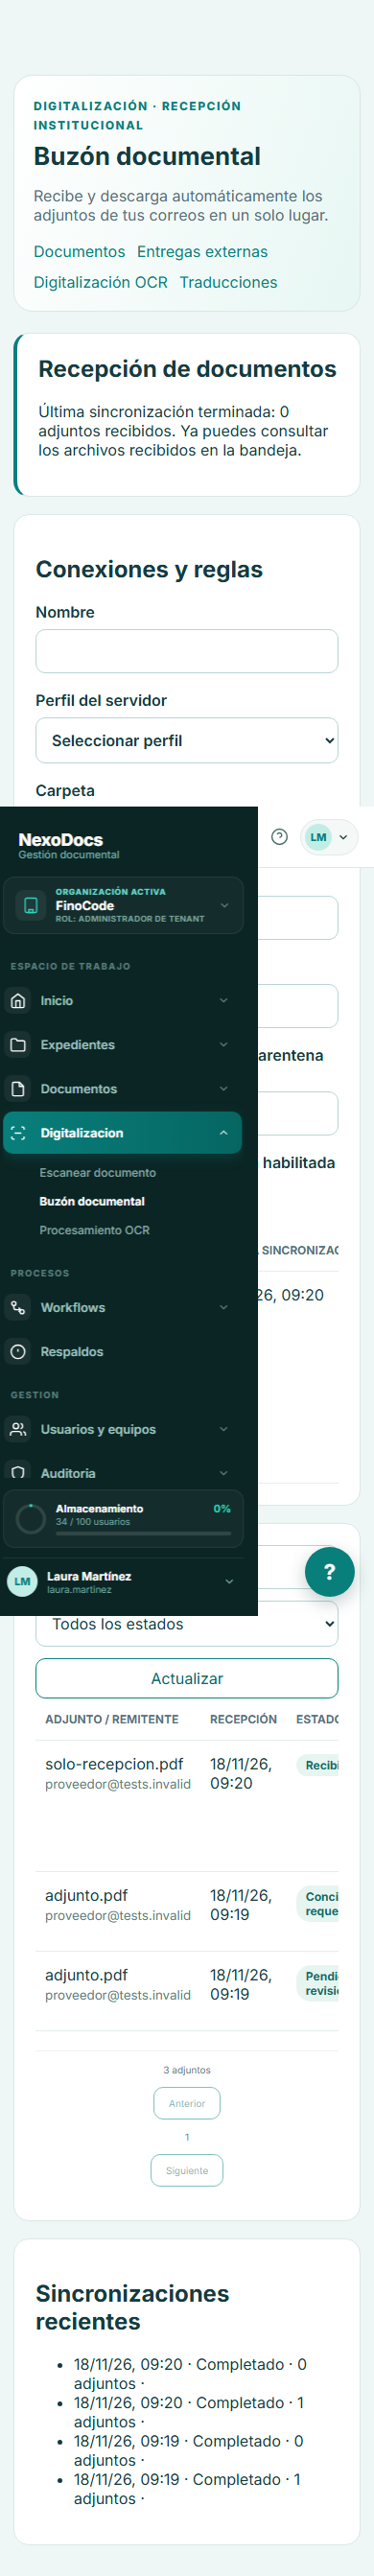 DIGITALIZACIÓN · RECEPCIÓN
INSTITUCIONAL
Buzón documental
Recibe y descarga automáticamente los
adjuntos de tus correos en un solo lugar.
Documentos Entregas externas
Digitalización OCR Traducciones
Recepción de documentos
Última sincronización terminada: 0
adjuntos recibidos. Ya puedes consultar
los archivos recibidos en la bandeja.
Conexiones y reglas
Nombre
Perfil del servidor
Seleccionar perfil
Carpeta
NexoDocs
Gestión documental
LM
ORGANIZACIÓN ACTIVA
FinoCode
ROL: ADMINISTRADOR DE TENANT
ESPACIO DE TRABAJO
Inicio
Expedientes
arentena
Documentos
Digitalizacion
habilitada
Escanear documento
Buzón documental
Procesamiento OCR
SINCRONIZAC
PROCESOS
26, 09:20
Workflows
Respaldos
GESTION
Usuarios y equipos
Auditoria
Almacenamiento 0%
34 / 100 usuarios
?
LM
Laura Martínez
laura.martinez
Todos los estados
Actualizar
ADJUNTO / REMITENTE RECEPCIÓN ESTADO
solo-recepcion.pdf 18/11/26, Recibi
proveedor@tests.invalid 09:20
adjunto.pdf 18/11/26, Conci
proveedor@tests.invalid 09:19 reque
adjunto.pdf 18/11/26, Pendi
proveedor@tests.invalid 09:19 revisió
3 adjuntos
Anterior
1
Siguiente
Sincronizaciones
recientes
18/11/26, 09:20 · Completado · 0
adjuntos ·
18/11/26, 09:20 · Completado · 1
adjuntos ·
18/11/26, 09:19 · Completado · 0
adjuntos ·
18/11/26, 09:19 · Completado · 1
adjuntos ·